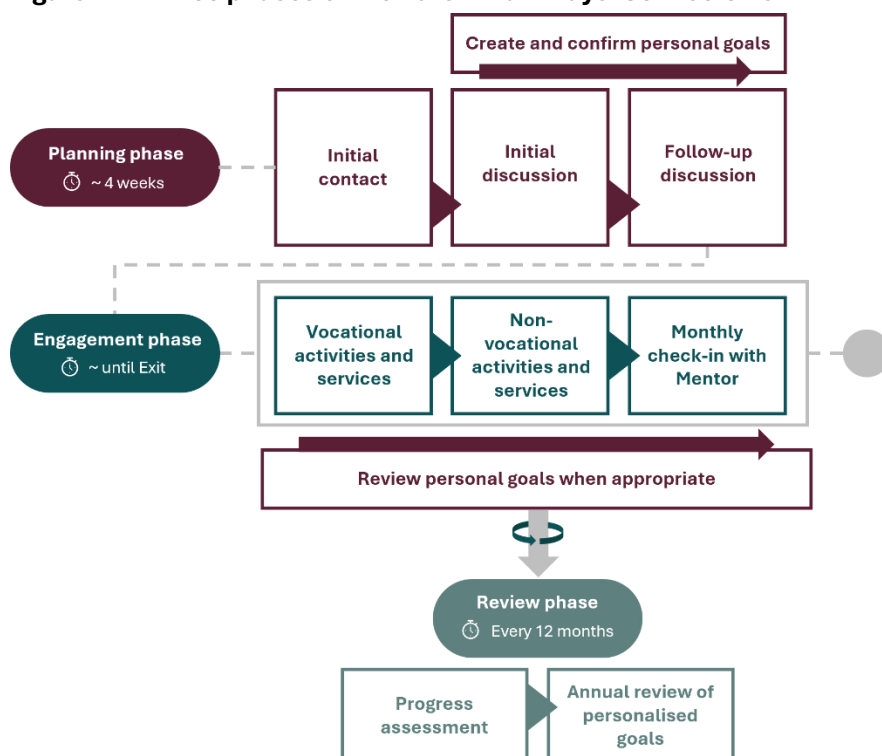 Create and confirm personal goals
Planning phase
~ 4 weeks
Initial
contact
Initial
discussion
Follow-up
discussion
Engagement phase
~ until Exit
Vocational
activities and
services
Non-
vocational
activities and
services
Monthly
check-in with
Mentor
Review personal goals when appropriate
Review phase
Every 12 months
Progress
assessment
Annual review of
personalised
goals